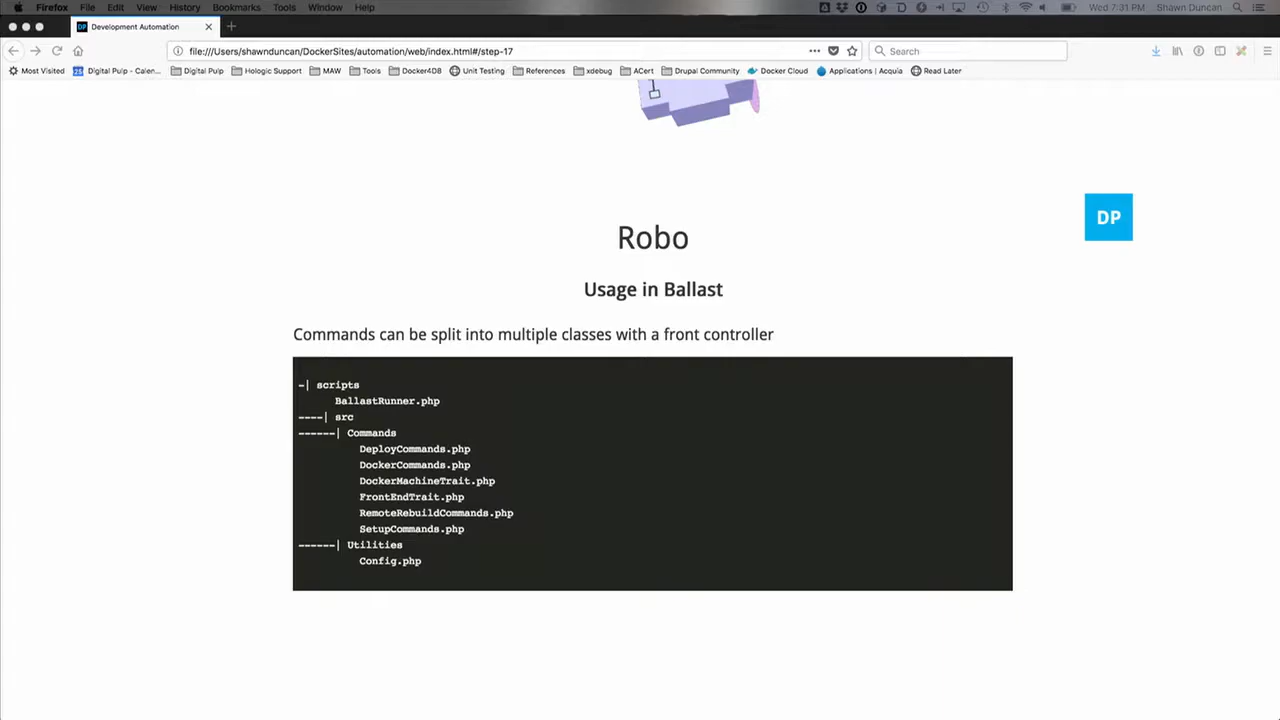 Firefox File Edit View History Bookmarks Tools Window Help Wed 7:31 PM Shawn Duncan
DP Development Automation
file:///Users/shawnduncan/DockerSites/automation/web/index.html#/step-17 Search
Most Visited 25 Digital Pulp - Calen... Digital Pulp Hologic Support MAW Tools Docker4D8 Unit Testing References xdebug ACert Drupal Community Docker Cloud Applications | Acquia Read Later
DP
Robo
Usage in Ballast
Commands can be split into multiple classes with a front controller
-| scripts
BallastRunner.php
----| src
------| Commands
DeployCommands.php
DockerCommands.php
DockerMachineTrait.php
FrontEndTrait.php
RemoteRebuildCommands.php
SetupCommands.php
------| Utilities
Config.php